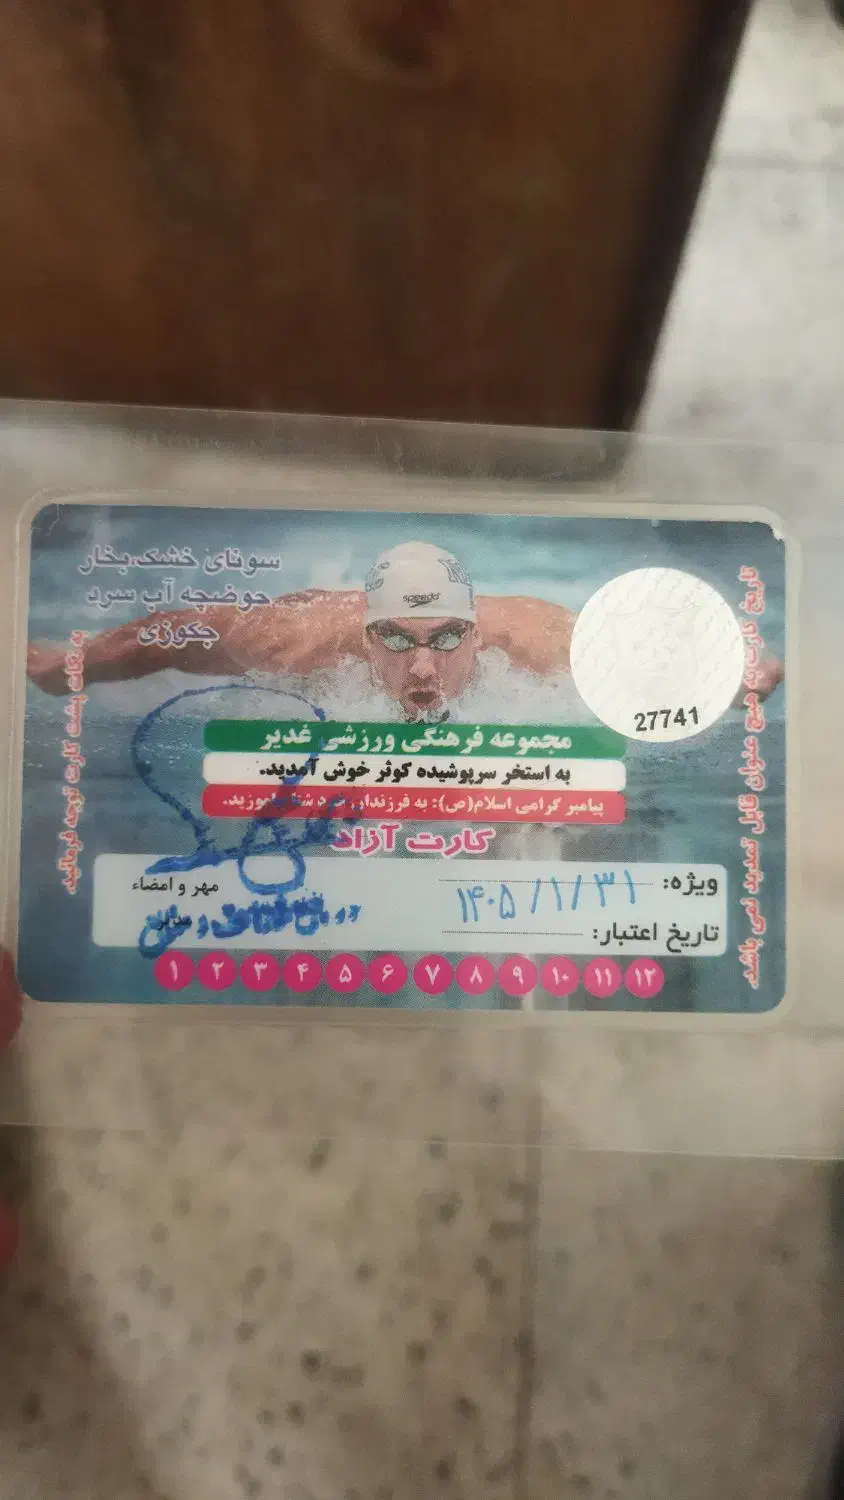 سونای خشک،بخار
حوضچه آب سرد
جکوزی
speedo
27741
مجموعه فرهنگی ورزشی غدیر
به استخر سرپوشیده کوثر خوش آمدید.
پیامبر گرامی اسلام(ص): به فرزندان خود شنا بیاموزید.
کارت آزاد
ویژه:
۱۴۰۵/۱/۳۱
تاریخ اعتبار:
مهر و امضاء
مدیر
۱ ۲ ۳ ۴ ۵ ۶ ۷ ۸ ۹ ۱۰ ۱۱ ۱۲
به نکات پشت کارت توجه فرمائید.
تاریخ کارت به هیچ عنوان قابل تمدید نمی باشد.